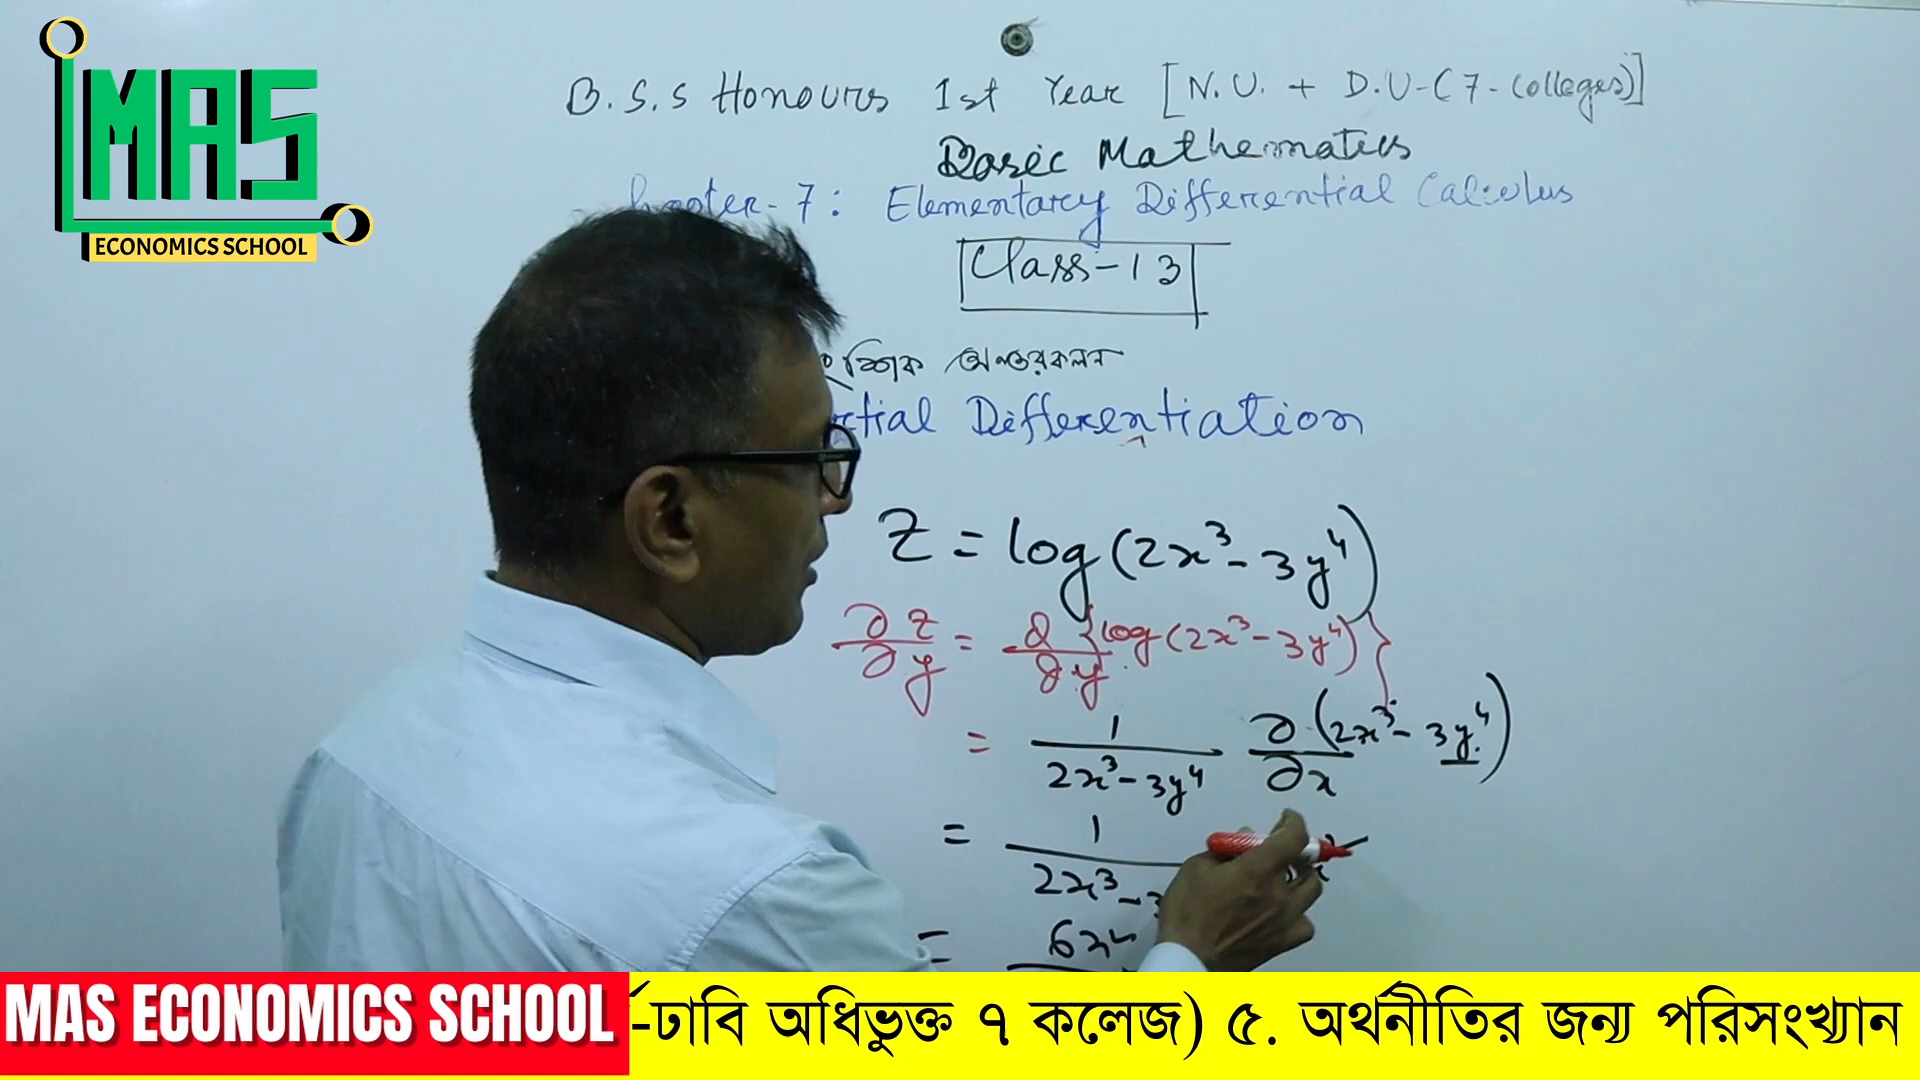 MAS
ECONOMICS SCHOOL
B.S.S Honours 1st Year [N.U. + D.U-(7-Colleges)]
Basic Mathematics
-7: Elementary Differential Calculus
Class-13
অন্তরকলন
Differentiation
Z = log(2x³-3y⁴)
∂z/∂y = ∂/∂y {log(2x³-3y⁴)}
= 1/(2x³-3y⁴) ∂/∂x (2x³-3y⁴)
= 1/2x³-
= 6x
MAS ECONOMICS SCHOOL
-ঢাবি অধিভুক্ত ৭ কলেজ) ৫. অর্থনীতির জন্য পরিসংখ্যান